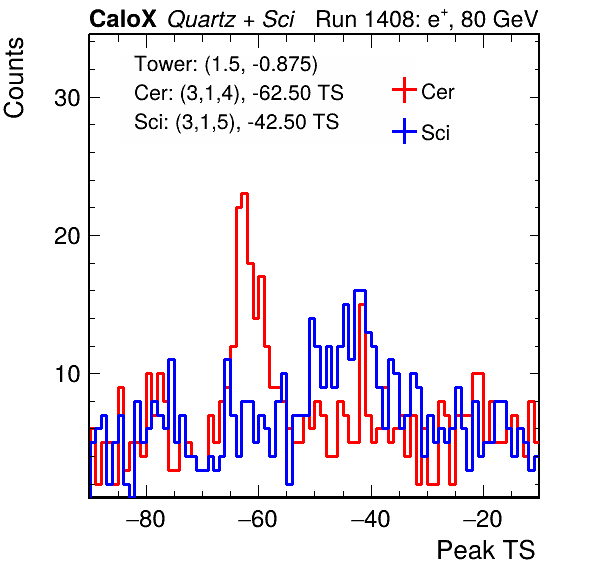 CaloX Quartz + Sci Run 1408: e⁺, 80 GeV
Counts
Tower: (1.5, -0.875)
Cer: (3,1,4), -62.50 TS
Sci: (3,1,5), -42.50 TS
Cer
Sci
30
20
10
−80 −60 −40 −20
Peak TS